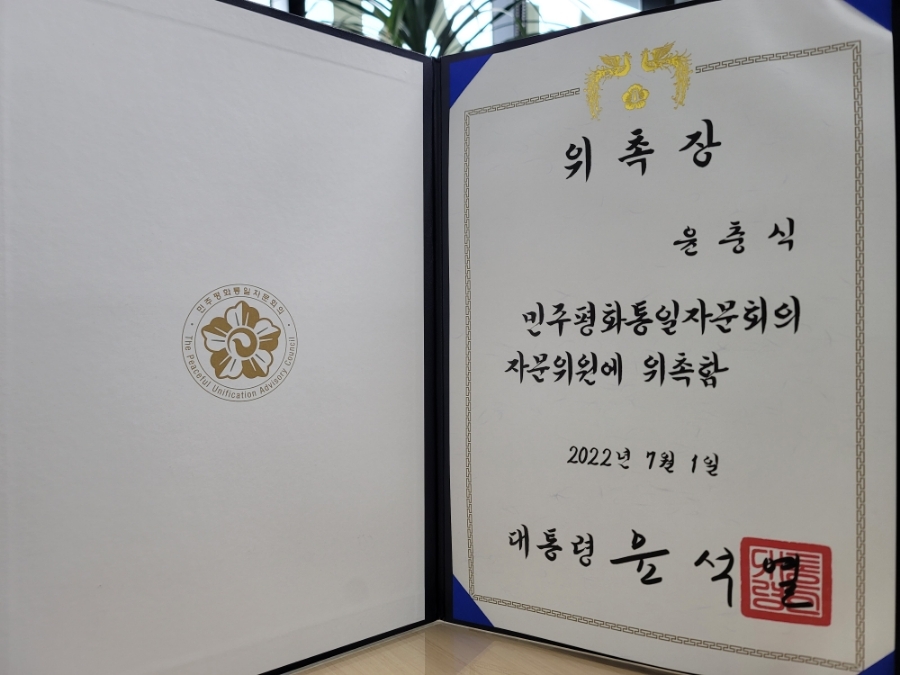 민주평화통일자문회의
The Peaceful Unification Advisory Council
위촉장
윤충식
민주평화통일자문회의
자문위원에 위촉함
2022년 7월 1일
대통령 윤석열